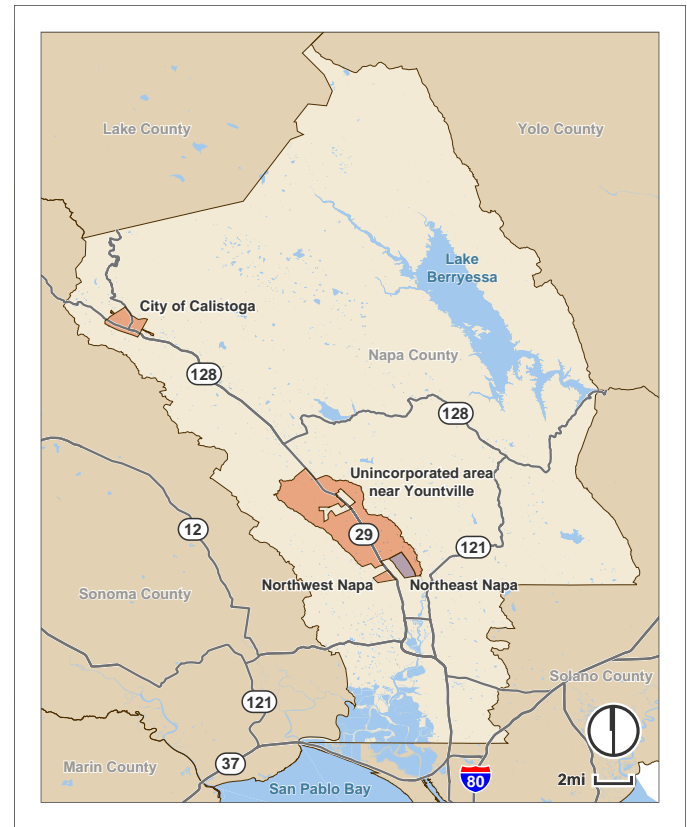 Lake County
Yolo County
Lake
Berryessa
City of Calistoga
Napa County
128
128
Unincorporated area
near Yountville
12
29
121
Northwest Napa
Northeast Napa
Sonoma County
Solano County
121
Marin County
37
80
2mi
San Pablo Bay